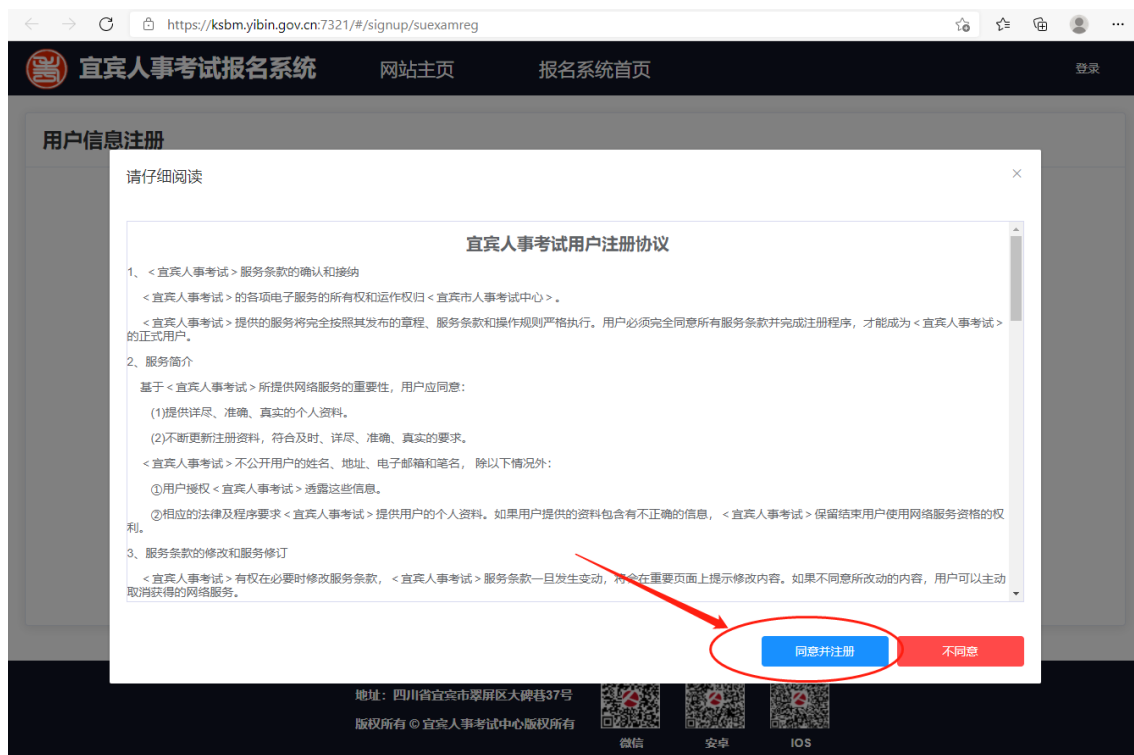 https://ksbm.yibin.gov.cn:7321/#/signup/suexamreg
宜宾人事考试报名系统 网站主页 报名系统首页 登录
用户信息注册
请仔细阅读
宜宾人事考试用户注册协议
1、<宜宾人事考试>服务条款的确认和接纳
<宜宾人事考试>的各项电子服务的所有权和运作权归<宜宾市人事考试中心>。
<宜宾人事考试>提供的服务将完全按照其发布的章程、服务条款和操作规则严格执行。用户必须完全同意所有服务条款并完成注册程序，才能成为<宜宾人事考试>
的正式用户。
2、服务简介
基于<宜宾人事考试>所提供网络服务的重要性，用户应同意：
(1)提供详尽、准确、真实的个人资料。
(2)不断更新注册资料，符合及时、详尽、准确、真实的要求。
<宜宾人事考试>不公开用户的姓名、地址、电子邮箱和笔名， 除以下情况外：
①用户授权<宜宾人事考试>透露这些信息。
②相应的法律及程序要求<宜宾人事考试>提供用户的个人资料。如果用户提供的资料包含有不正确的信息，<宜宾人事考试>保留结束用户使用网络服务资格的权
利。
3、服务条款的修改和服务修订
<宜宾人事考试>有权在必要时修改服务条款，<宜宾人事考试>服务条款一旦发生变动，将会在重要页面上提示修改内容。如果不同意所改动的内容，用户可以主动
取消获得的网络服务。
同意并注册 不同意
地址：四川省宜宾市翠屏区大碑巷37号
版权所有©宜宾人事考试中心版权所有
微信 安卓 IOS